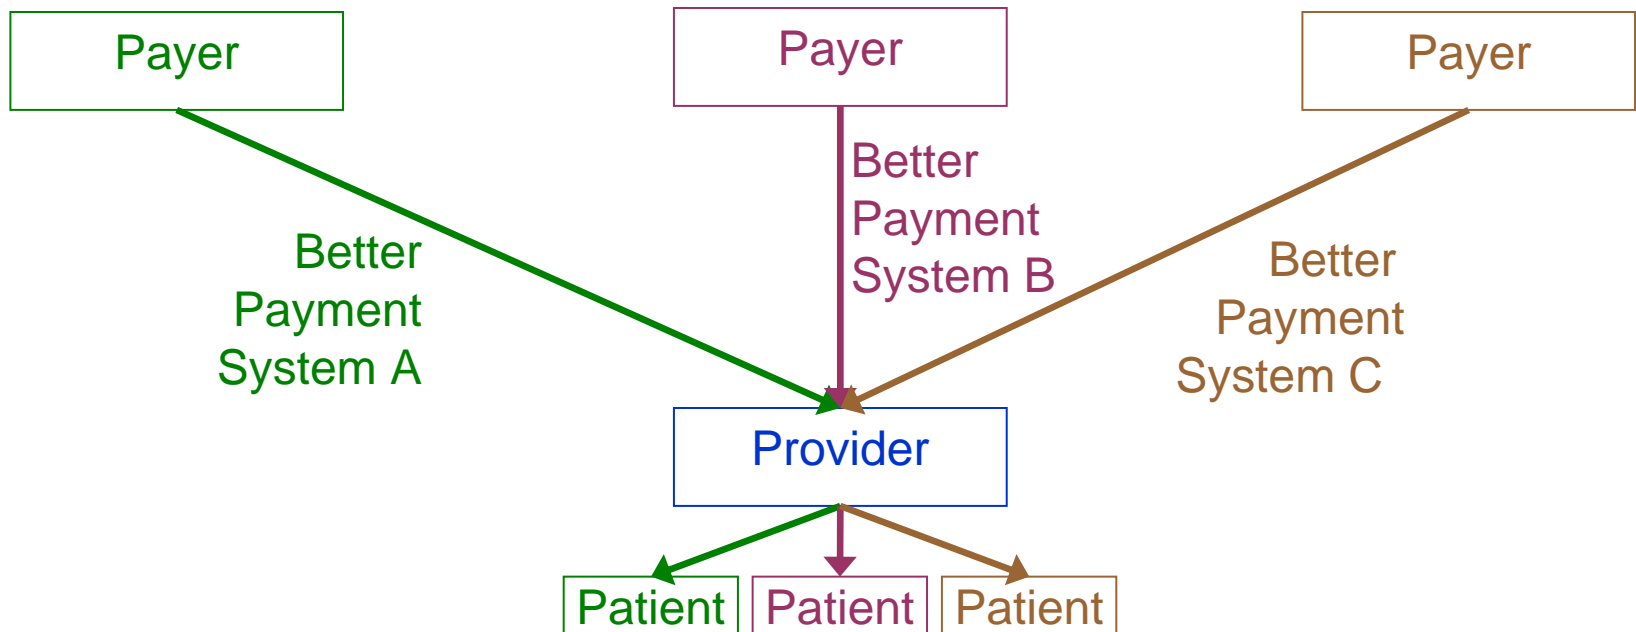 Payer
Payer
Payer
Better
Payment
System A
Better
Payment
System B
Better
Payment
System C
Provider
Patient
Patient
Patient